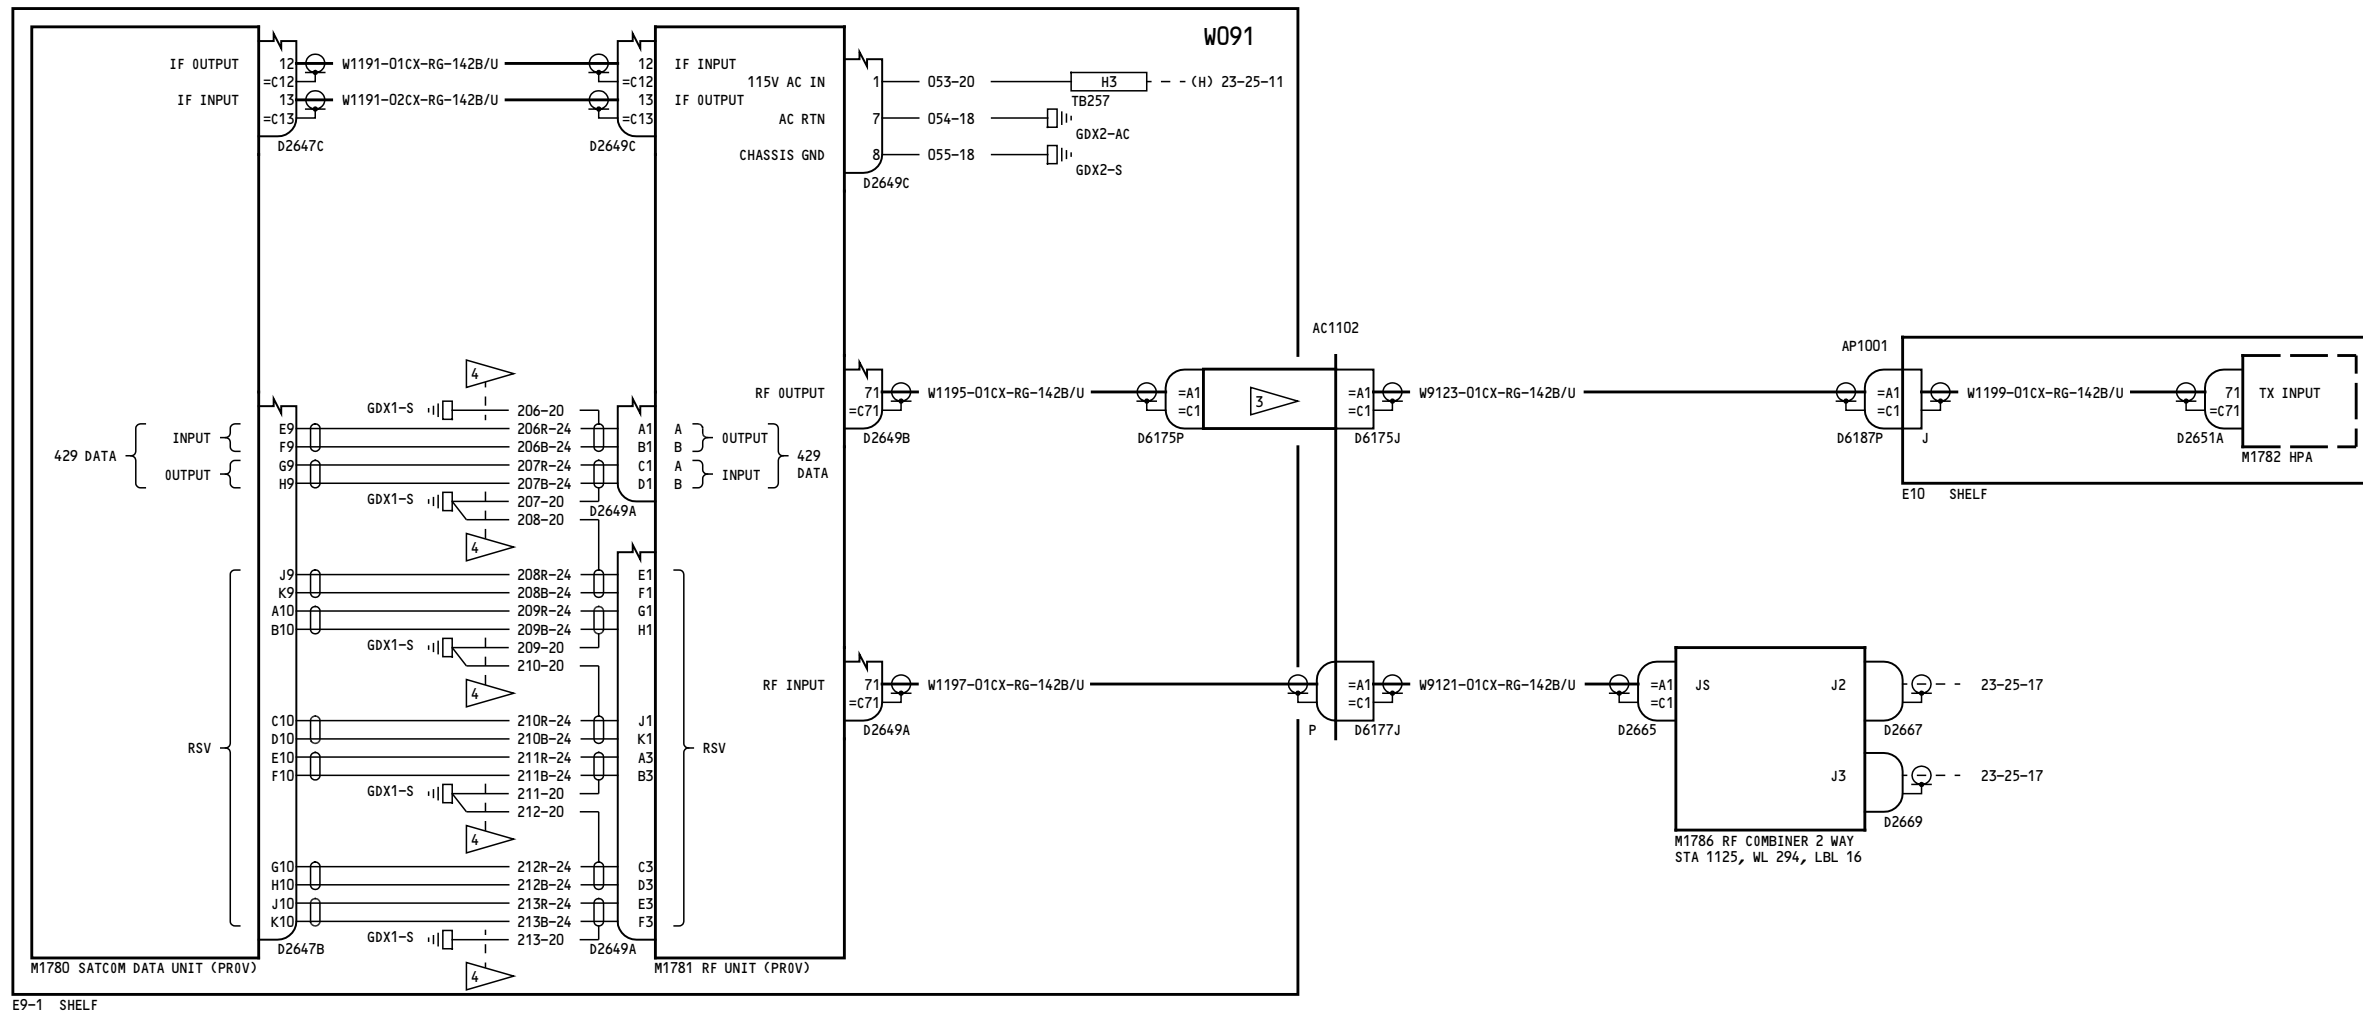 W091
IF OUTPUT 12 W1191-01CX-RG-142B/U 12 IF INPUT
=C12 =C12
IF INPUT 13 W1191-02CX-RG-142B/U 13 IF OUTPUT
=C13 =C13
D2647C D2649C
115V AC IN 1 053-20 H3 (H) 23-25-11
TB257
AC RTN 7 054-18
GDX2-AC
CHASSIS GND 8 055-18
GDX2-S
D2649C
AC1102
AP1001
4
RF OUTPUT 71 W1195-01CX-RG-142B/U =A1 3 =A1 W9123-01CX-RG-142B/U =A1 W1199-01CX-RG-142B/U 71 TX INPUT
=C71 =C1 =C1 =C1 =C71
D2649B D6175P D6175J D6187P J D2651A
M1782 HPA
E10 SHELF
GDX1-S 206-20
E9 206R-24 A1 A
INPUT OUTPUT
F9 206B-24 B1 B
429 DATA 429 DATA
G9 207R-24 C1 A
OUTPUT INPUT
H9 207B-24 D1 B
GDX1-S 207-20
D2649A
208-20
4
J9 208R-24 E1
K9 208B-24 F1
A10 209R-24 G1
B10 209B-24 H1
GDX1-S 209-20
210-20
4
RF INPUT 71 W1197-01CX-RG-142B/U =A1 W9121-01CX-RG-142B/U =A1 JS J2 23-25-17
=C71 =C1 =C1
D2649A P D6177J D2665 D2667
C10 210R-24 J1
D10 210B-24 K1
RSV RSV
E10 211R-24 A3
F10 211B-24 B3
J3 23-25-17
D2669
GDX1-S 211-20
212-20
4
M1786 RF COMBINER 2 WAY
STA 1125, WL 294, LBL 16
G10 212R-24 C3
H10 212B-24 D3
J10 213R-24 E3
K10 213B-24 F3
GDX1-S 213-20
D2647B D2649A
4
M1780 SATCOM DATA UNIT (PROV) M1781 RF UNIT (PROV)
E9-1 SHELF